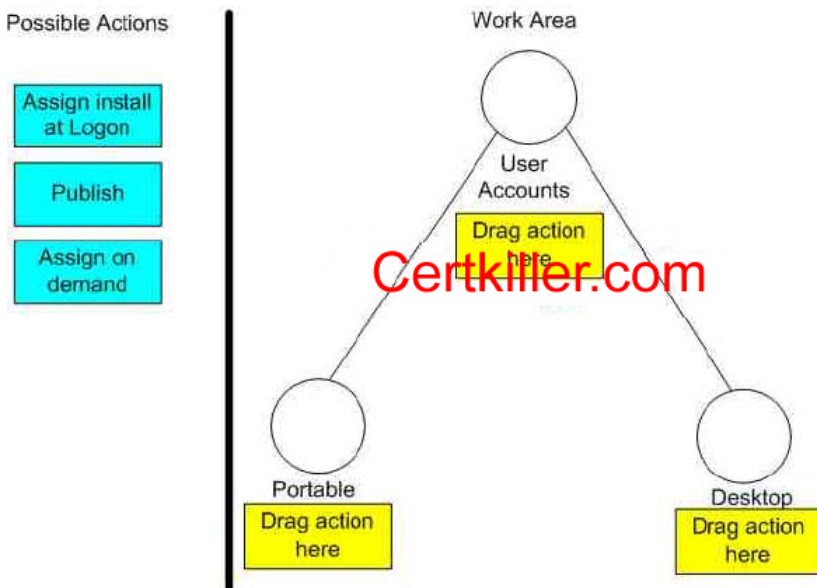 Possible Actions
Work Area
Assign install
at Logon
Publish
Assign on
demand
User
Accounts
Drag action
here
Certkiller.com
Portable
Drag action
here
Desktop
Drag action
here